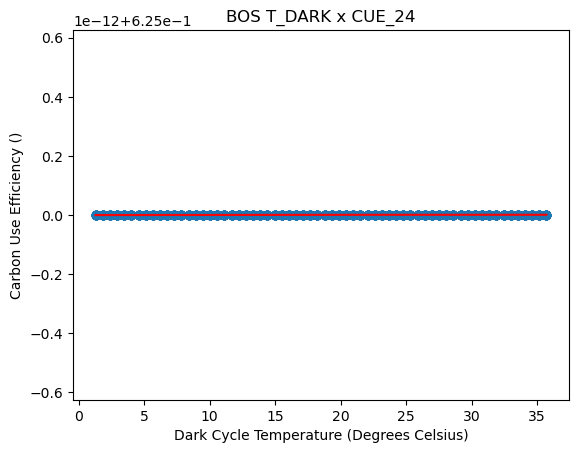 BOS T_DARK x CUE_24
1e−12+6.25e−1
0.6
0.4
0.2
0.0
−0.2
−0.4
−0.6
Carbon Use Efficiency ()
0 5 10 15 20 25 30 35
Dark Cycle Temperature (Degrees Celsius)